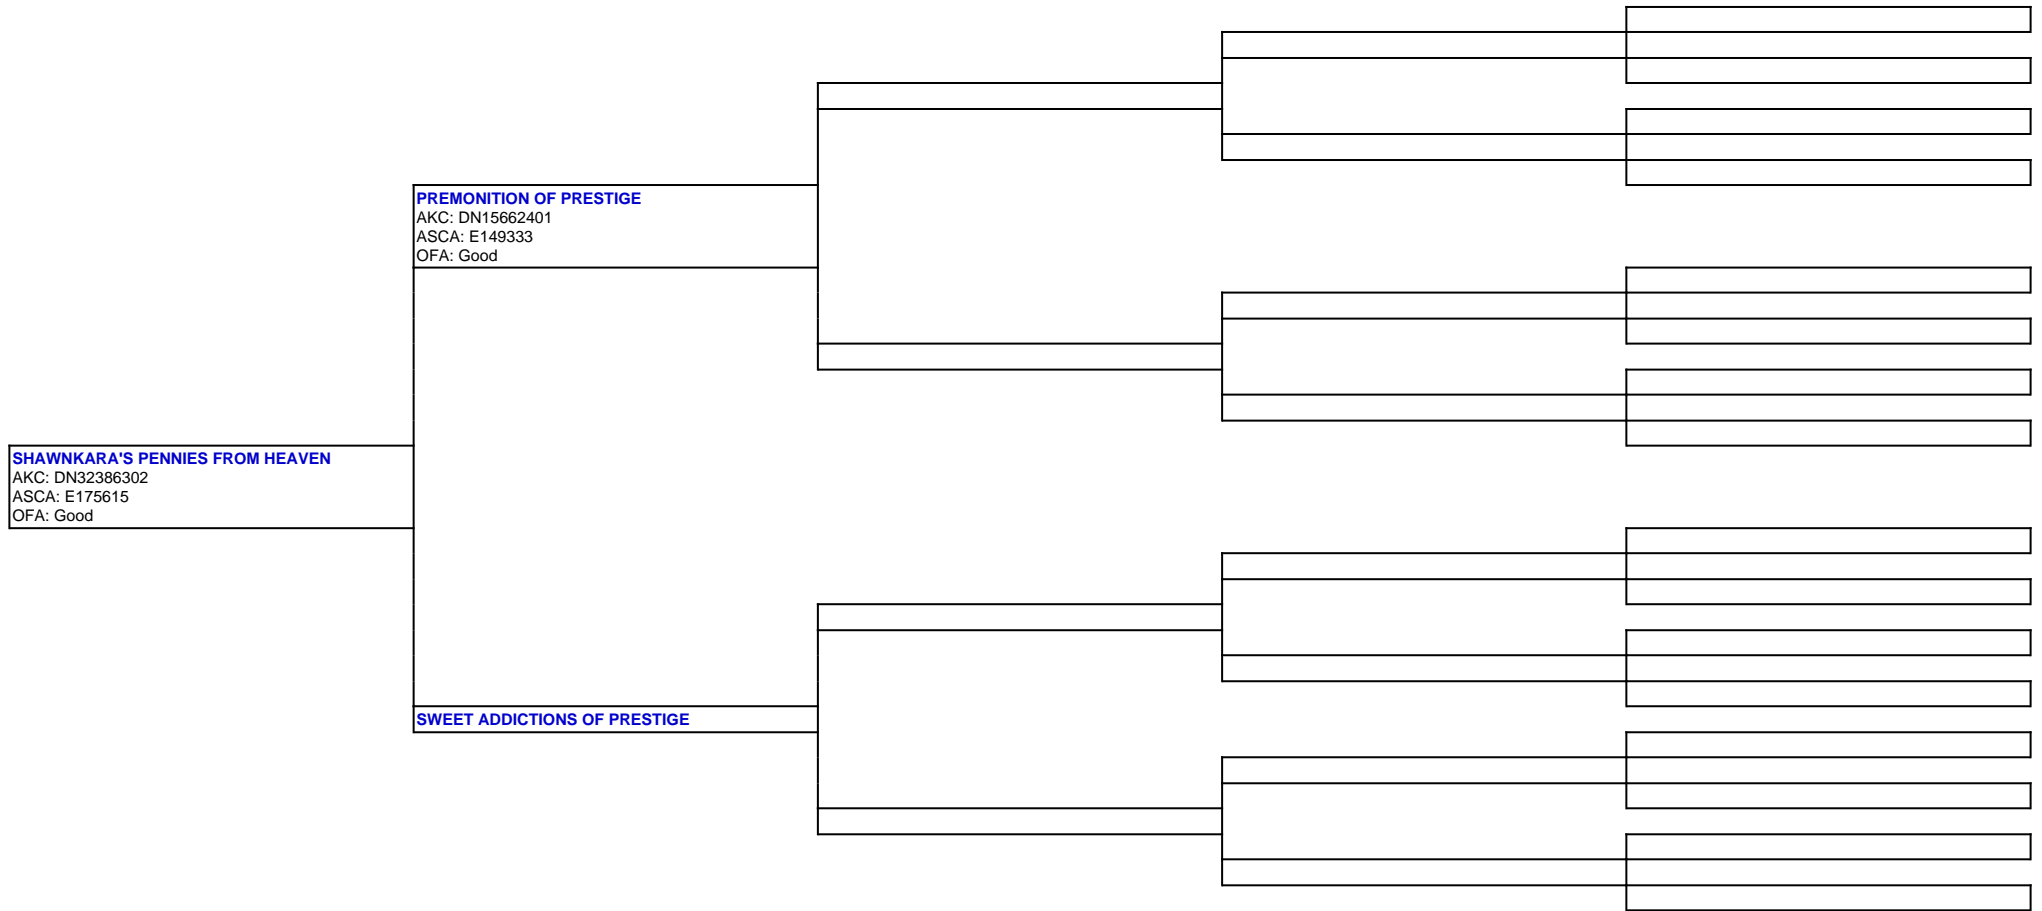 PREMONITION OF PRESTIGE
AKC: DN15662401
ASCA: E149333
OFA: Good
SHAWNKARA'S PENNIES FROM HEAVEN
AKC: DN32386302
ASCA: E175615
OFA: Good
SWEET ADDICTIONS OF PRESTIGE